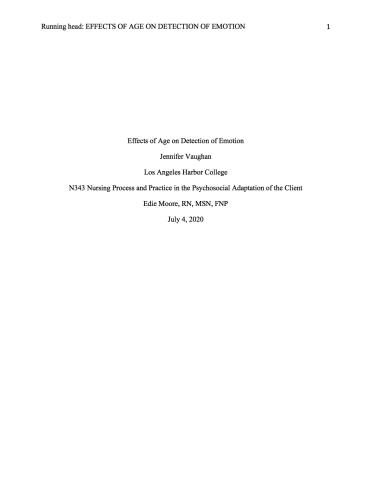 Running head: EFFECTS OF AGE ON DETECTION OF EMOTION 1
Effects of Age on Detection of Emotion
Jennifer Vaughan
Los Angeles Harbor College
N343 Nursing Process and Practice in the Psychosocial Adaptation of the Client
Edie Moore, RN, MSN, FNP
July 4, 2020